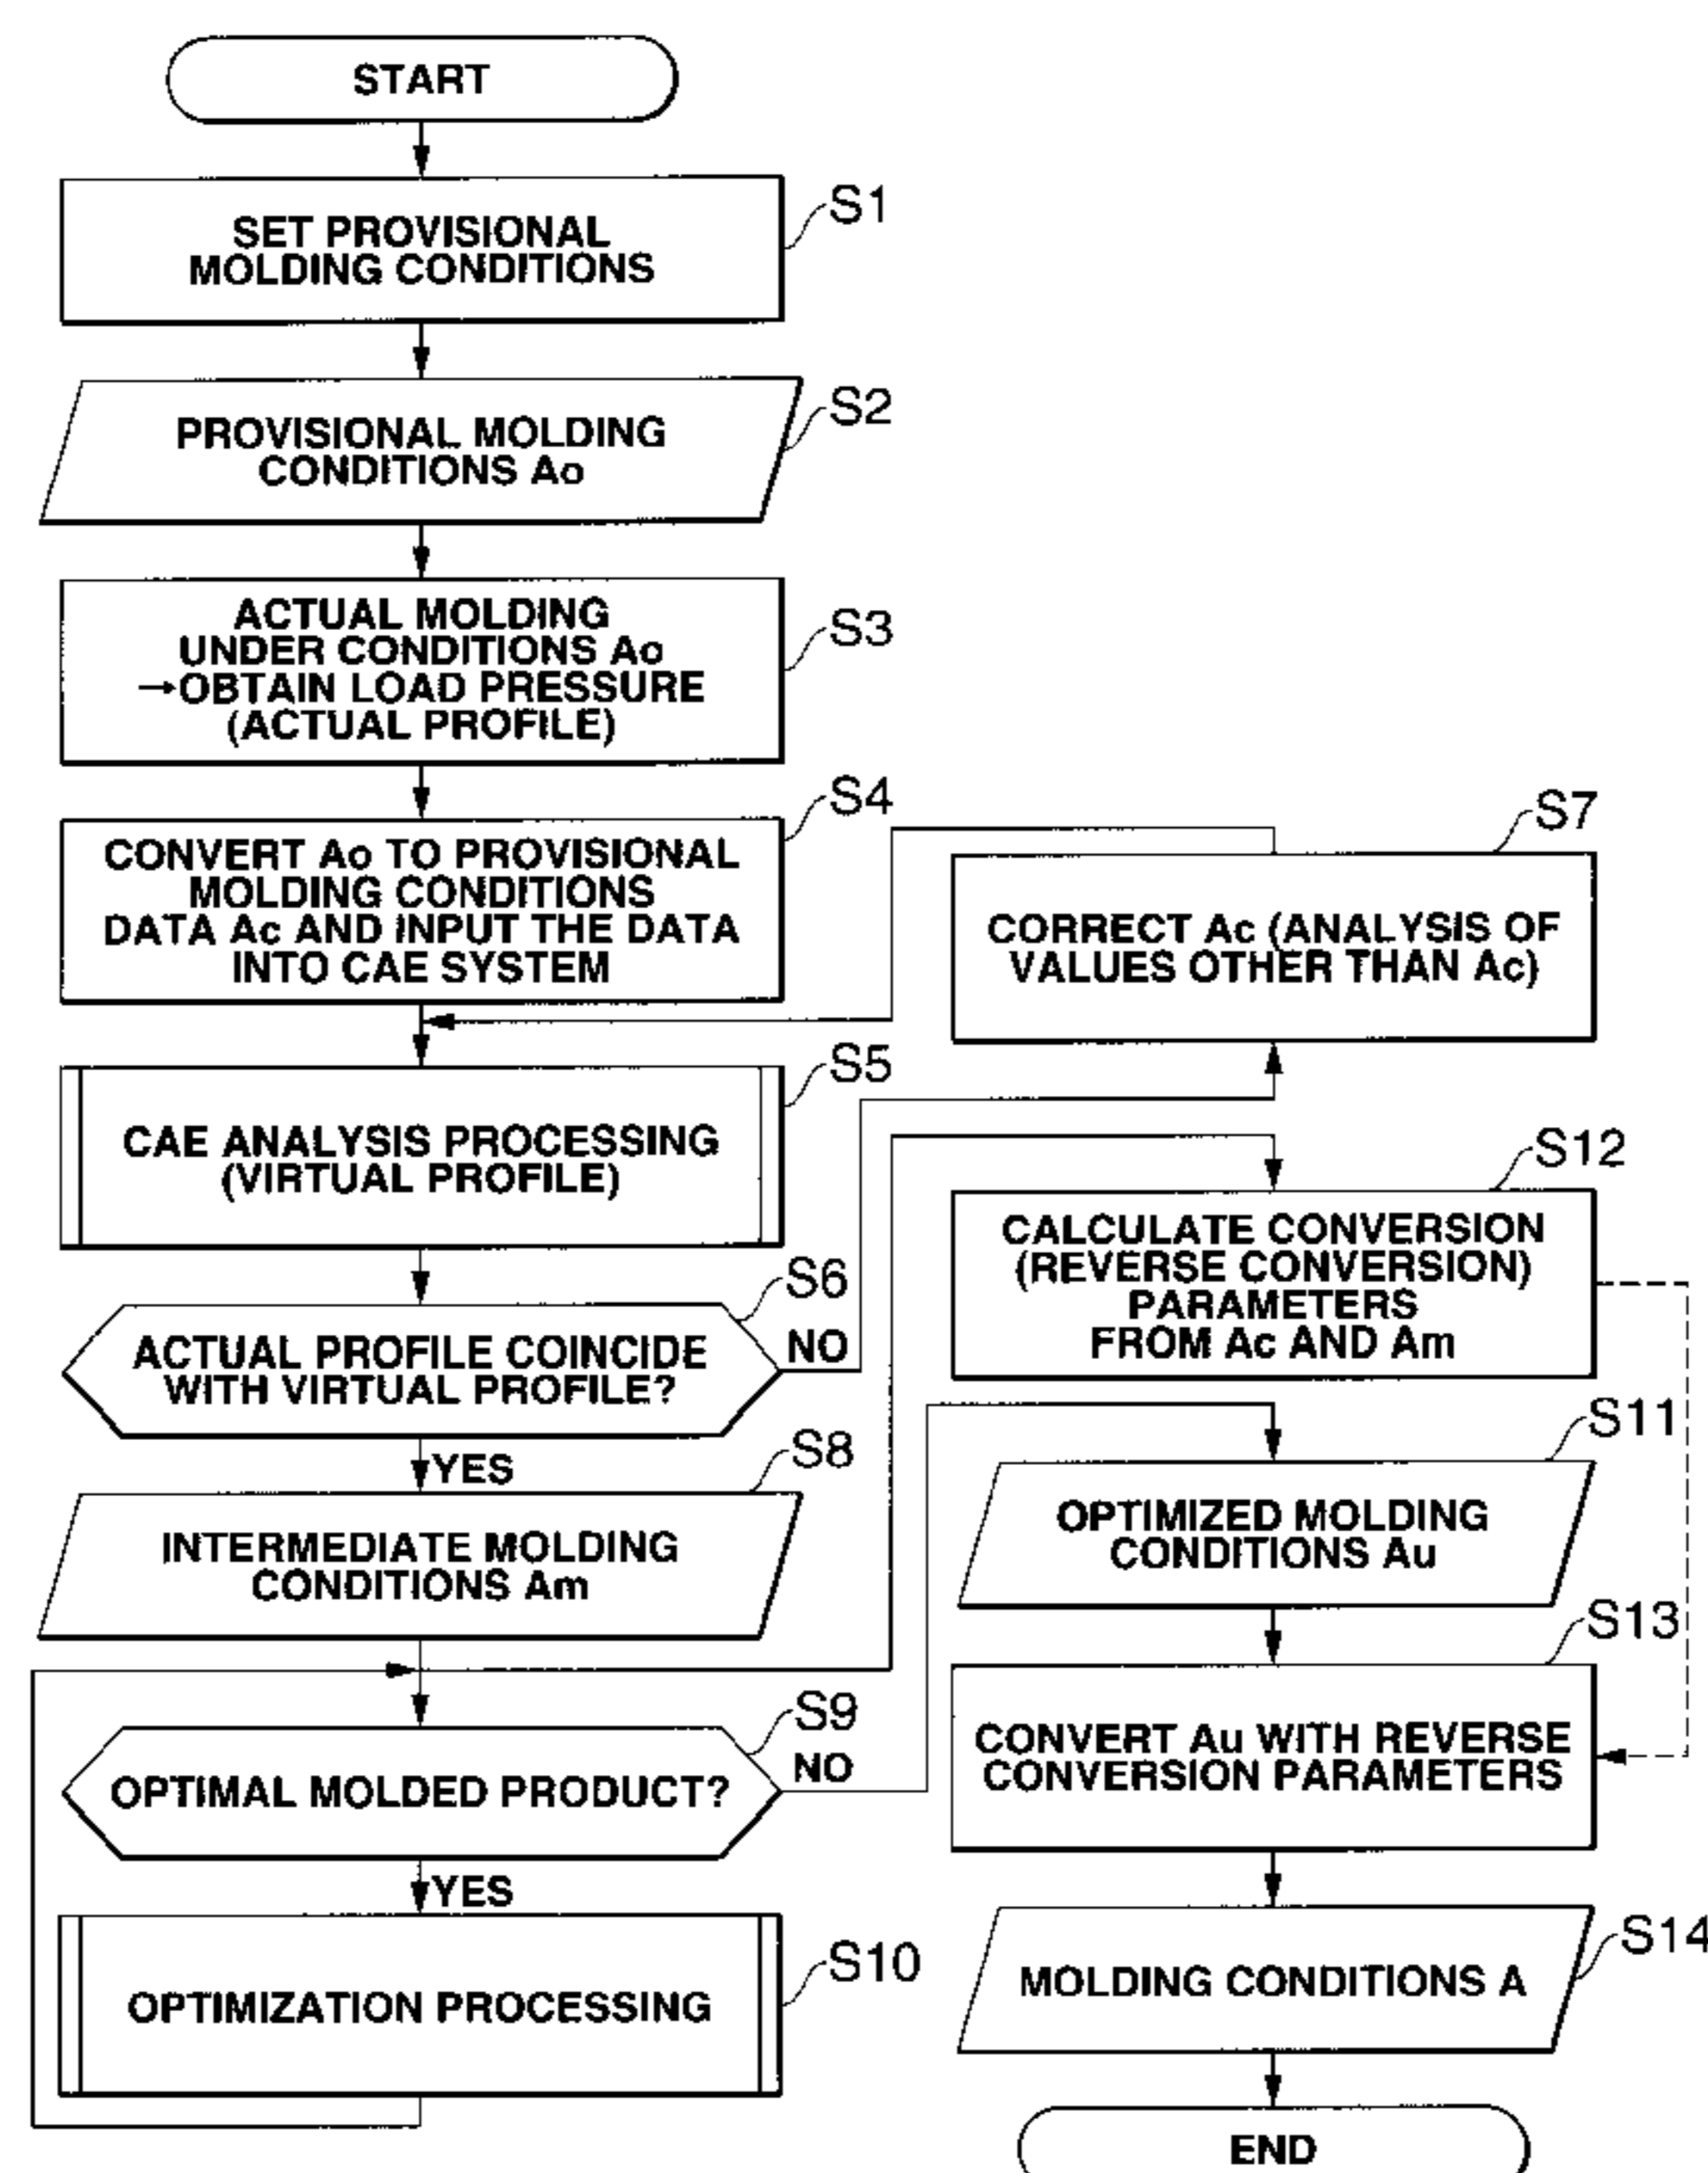 START
S1
SET PROVISIONAL
MOLDING CONDITIONS
S2
PROVISIONAL MOLDING
CONDITIONS Ao
S3
ACTUAL MOLDING
UNDER CONDITIONS Ao
→OBTAIN LOAD PRESSURE
(ACTUAL PROFILE)
S4
CONVERT Ao TO PROVISIONAL
MOLDING CONDITIONS
DATA Ac AND INPUT THE DATA
INTO CAE SYSTEM
S5
CAE ANALYSIS PROCESSING
(VIRTUAL PROFILE)
S6
ACTUAL PROFILE COINCIDE
WITH VIRTUAL PROFILE?
NO
YES
S7
CORRECT Ac (ANALYSIS OF
VALUES OTHER THAN Ac)
S8
INTERMEDIATE MOLDING
CONDITIONS Am
S9
OPTIMAL MOLDED PRODUCT?
NO
YES
S10
OPTIMIZATION PROCESSING
S12
CALCULATE CONVERSION
(REVERSE CONVERSION)
PARAMETERS
FROM Ac AND Am
S11
OPTIMIZED MOLDING
CONDITIONS Au
S13
CONVERT Au WITH REVERSE
CONVERSION PARAMETERS
S14
MOLDING CONDITIONS A
END